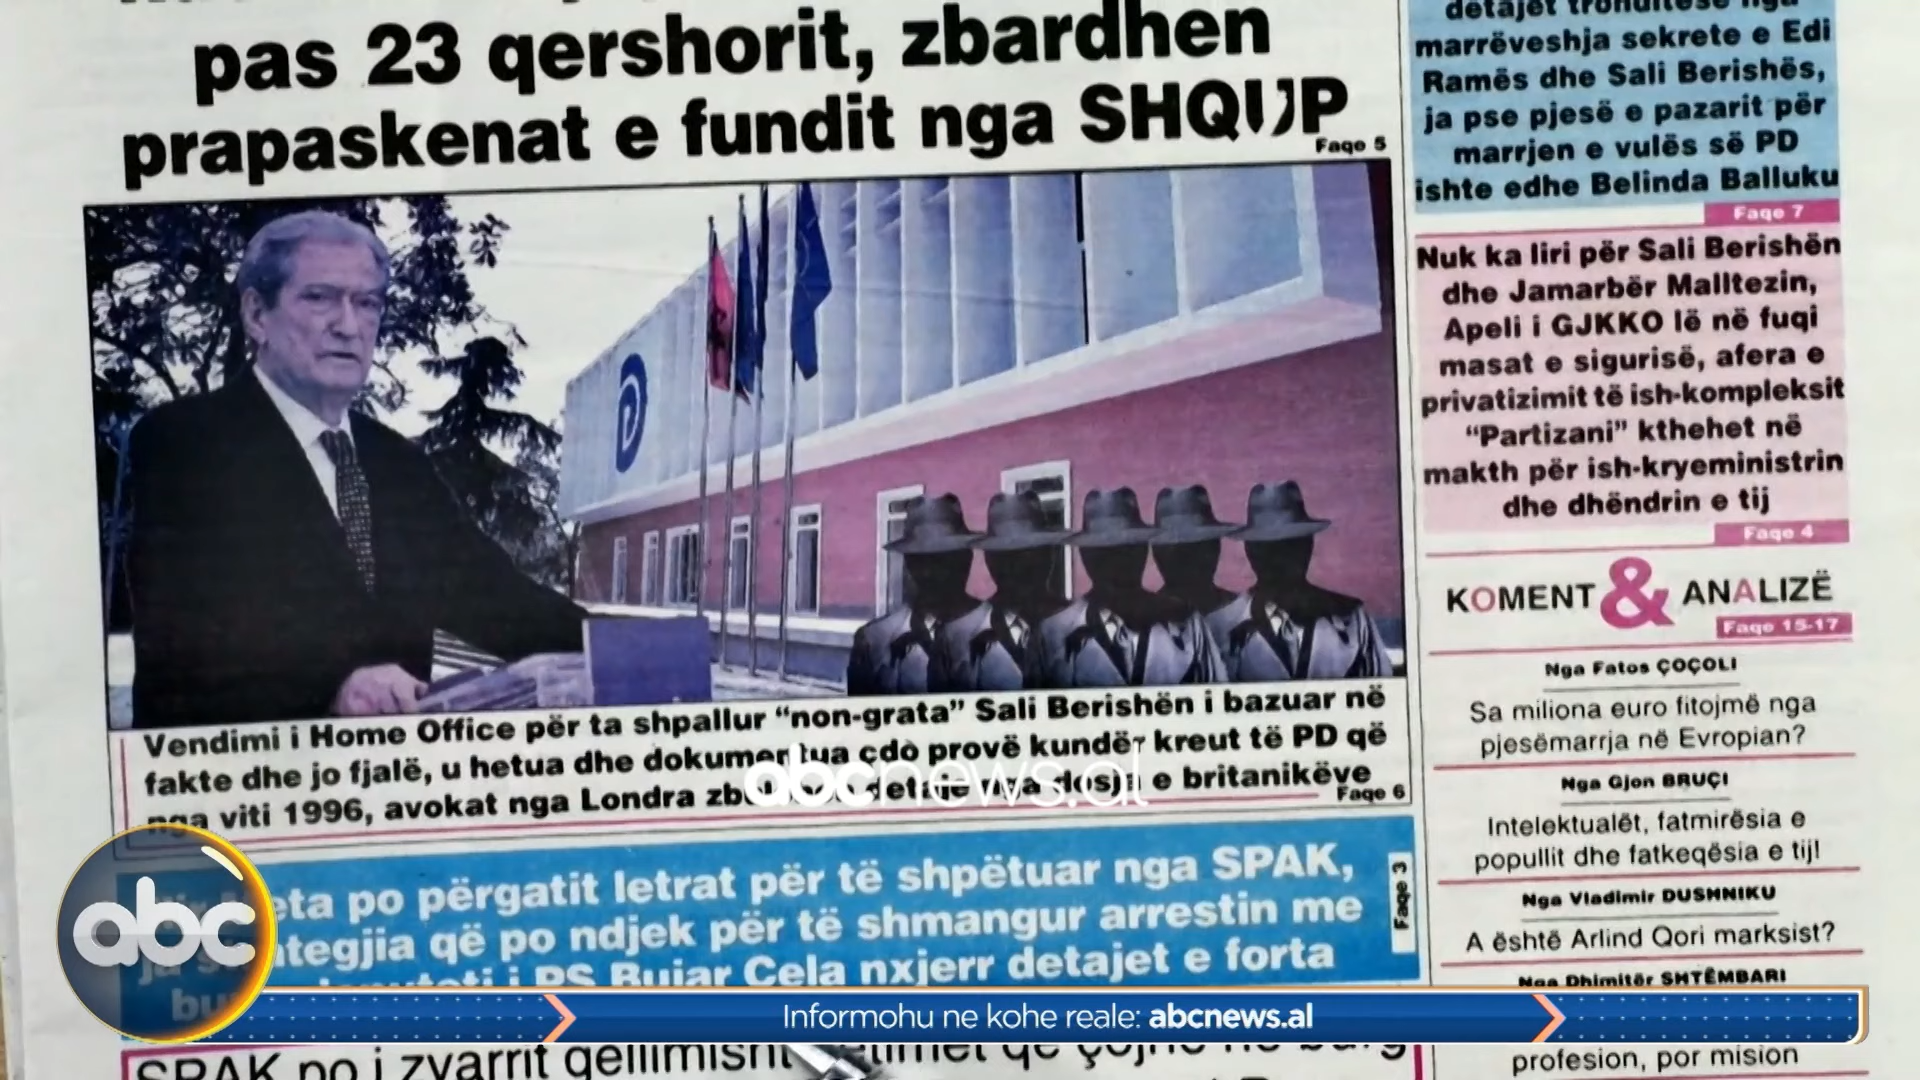 pas 23 qershorit, zbardhen
prapaskenat e fundit nga SHQUP
Faqe 5
Vendimi i Home Office për ta shpallur “non-grata” Sali Berishën i bazuar në
fakte dhe jo fjalë, u hetua dhe dokumentua çdo provë kundër kreut të PD që
nga viti 1996, avokat nga Londra detaje nga dosja e britanikëve
Faqe 6
abcnews.al
po përgatit letrat për të shpëtuar nga SPAK,
që po ndjek për të shmangur arrestin me
i PS Bujar Çela nxjerr detajet e forta
Faqe 3
SPAK po i zvarrit qëllimisht
detajet tronditëse nga
marrëveshja sekrete e Edi
Ramës dhe Sali Berishës,
ja pse pjesë e pazarit për
marrjen e vulës së PD
ishte edhe Belinda Balluku
Faqe 7
Nuk ka liri për Sali Berishën
dhe Jamarbër Malltezin,
Apeli i GJKKO lë në fuqi
masat e sigurisë, afera e
privatizimit të ish-kompleksit
“Partizani” kthehet në
makth për ish-kryeministrin
dhe dhëndrin e tij
Faqe 4
KOMENT & ANALIZË
Faqe 15-17
Nga Fatos ÇOÇOLI
Sa miliona euro fitojmë nga
pjesëmarrja në Evropian?
Nga Gjon BRUÇI
Intelektualët, fatmirësia e
popullit dhe fatkeqësia e tij!
Nga Vladimir DUSHNIKU
A është Arlind Qori marksist?
Nga Dhimitër SHTËMBARI
profesion, por mision
abc
Informohu ne kohe reale: abcnews.al